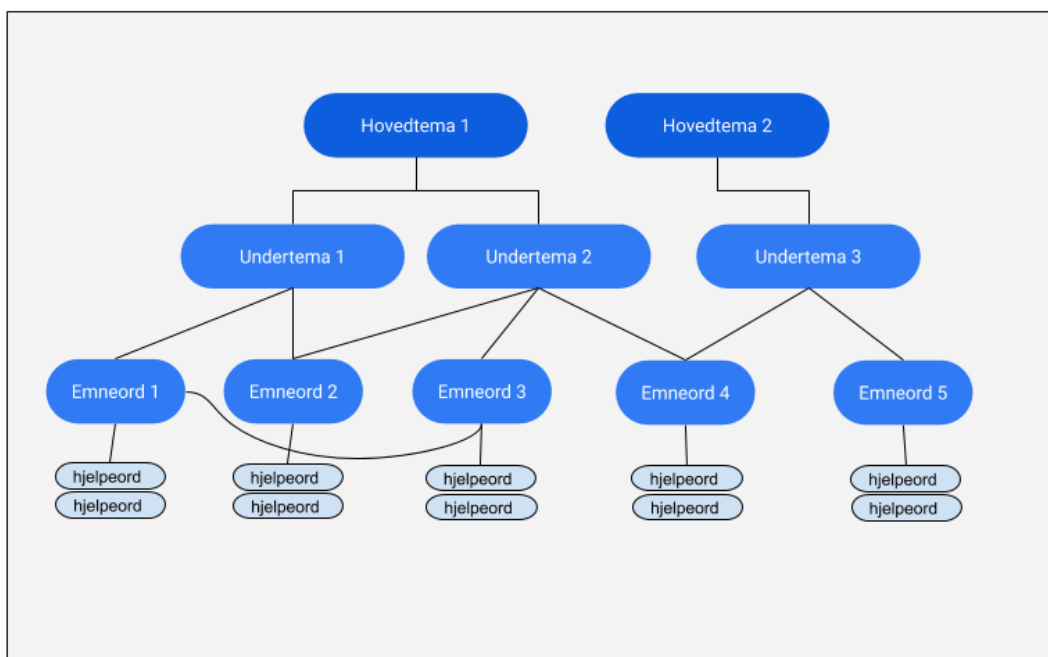 Hovedtema 1
Hovedtema 2
Undertema 1
Undertema 2
Undertema 3
Emneord 1
Emneord 2
Emneord 3
Emneord 4
Emneord 5
hjelpeord
hjelpeord
hjelpeord
hjelpeord
hjelpeord
hjelpeord
hjelpeord
hjelpeord
hjelpeord
hjelpeord